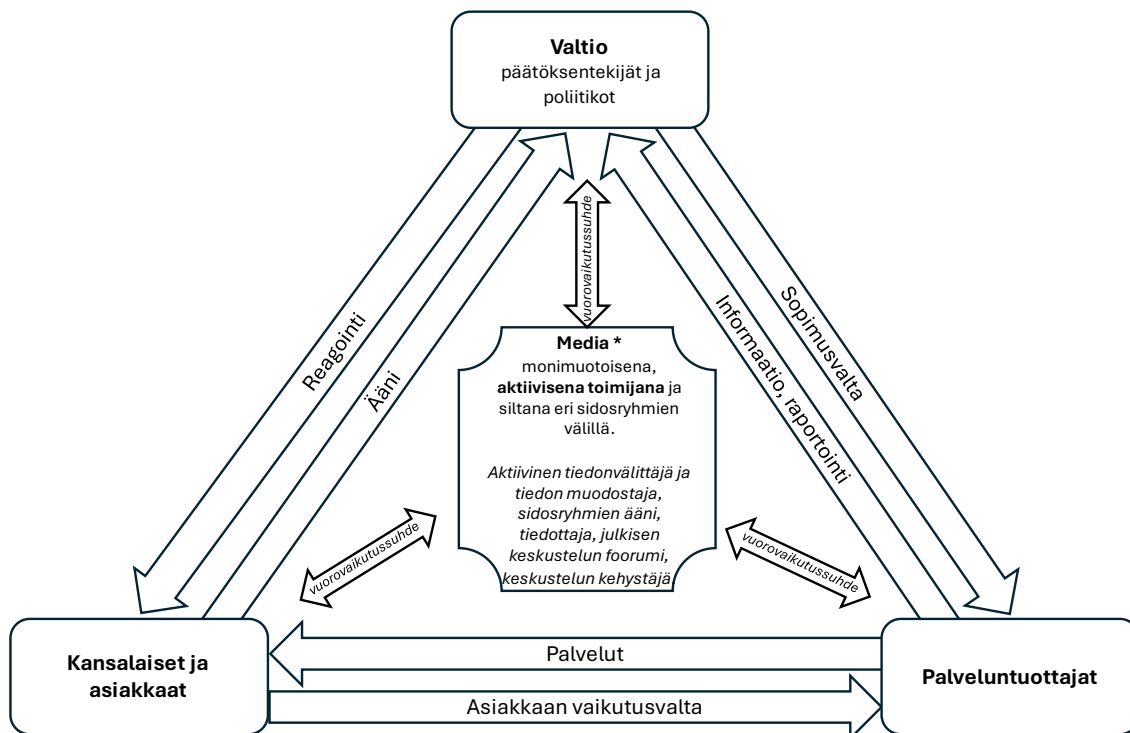 Valtio
päätöksentekijät ja
poliitikot
vuorovaikutussuhde
Reagointi
Ääni
Informaatio, raportointi
Sopimusvalta
Media *
monimuotoisena,
aktiivisena toimijana ja
siltana eri sidosryhmien
välillä.
Aktiivinen tiedonvälittäjä ja
tiedon muodostaja,
sidosryhmien ääni,
tiedottaja, julkisen
keskustelun foorumi,
keskustelun kehystäjä
vuorovaikutussuhde
vuorovaikutussuhde
Kansalaiset ja
asiakkaat
Palvelut
Asiakkaan vaikutusvalta
Palveluntuottajat